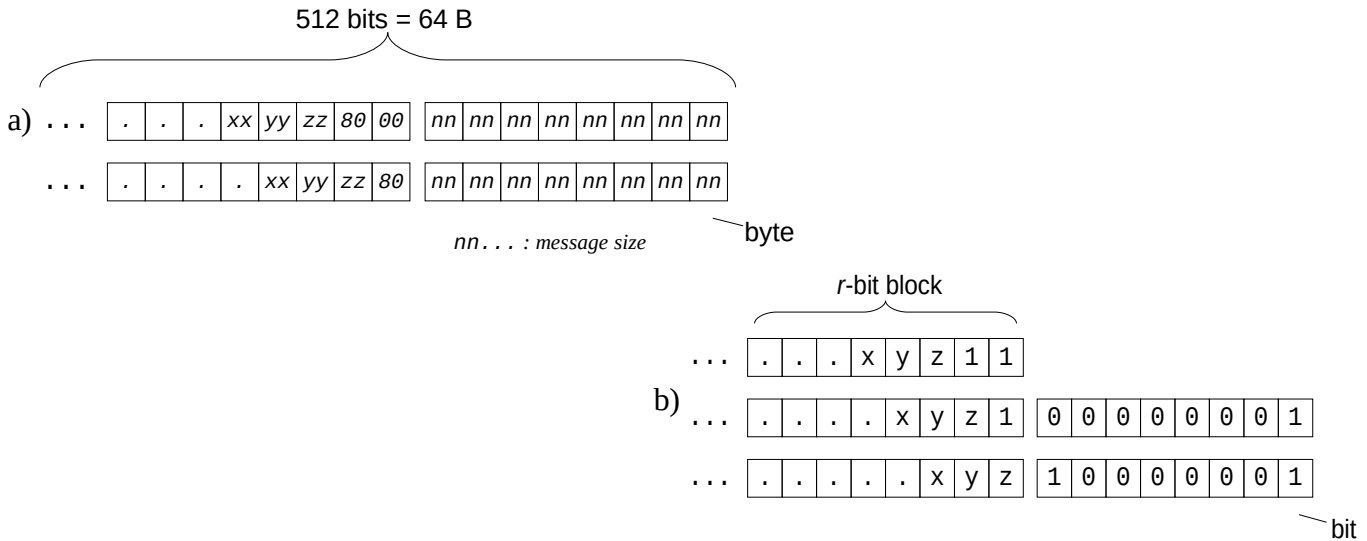 512 bits = 64 B
a) ... . . . xx yy zz 80 00 nn nn nn nn nn nn nn nn
... . . . . xx yy zz 80 nn nn nn nn nn nn nn nn
nn... : message size
byte
r-bit block
... . . . x y z 1 1
b)
... . . . . x y z 1 0 0 0 0 0 0 0 1
... . . . . . x y z 1 0 0 0 0 0 0 1
bit